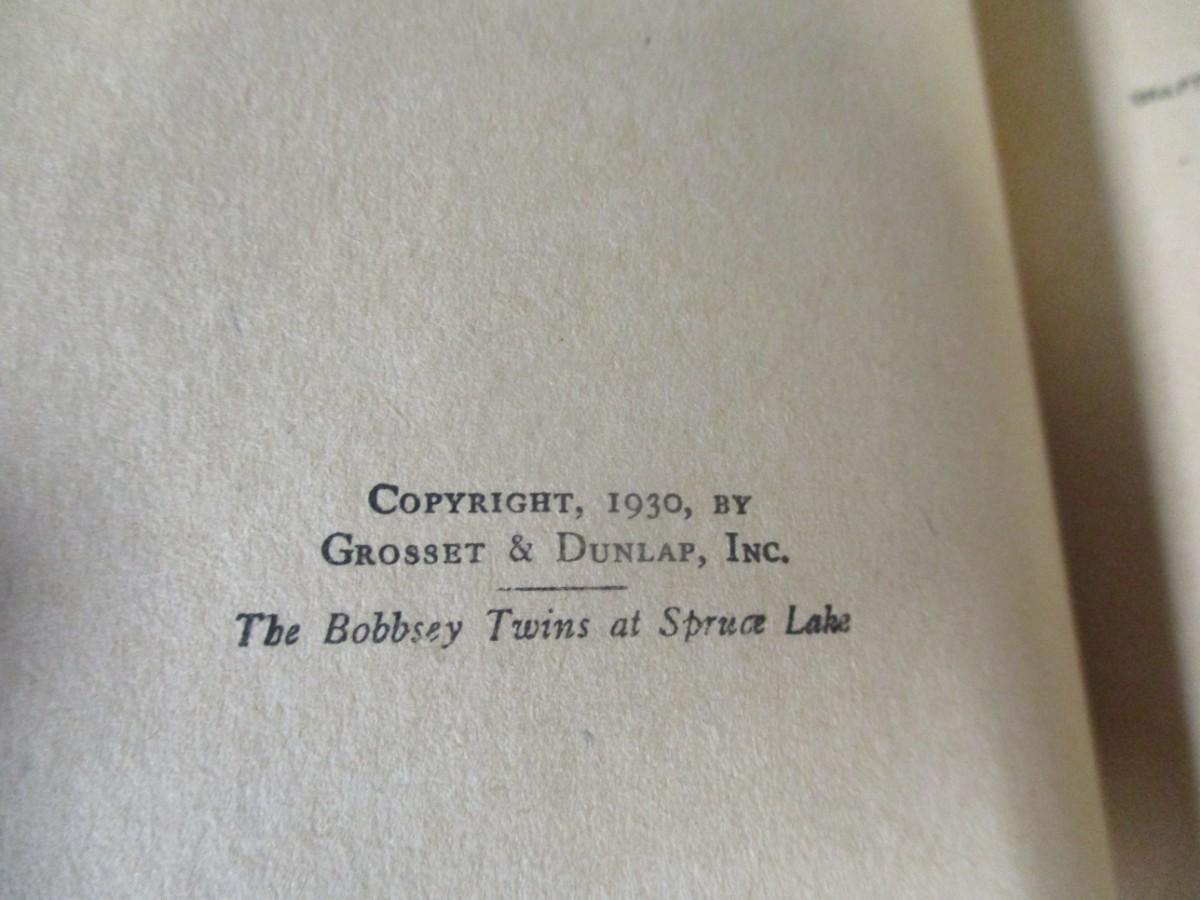 COPYRIGHT, 1930, BY
GROSSET & DUNLAP, INC.
The Bobbsey Twins at Spruce Lake